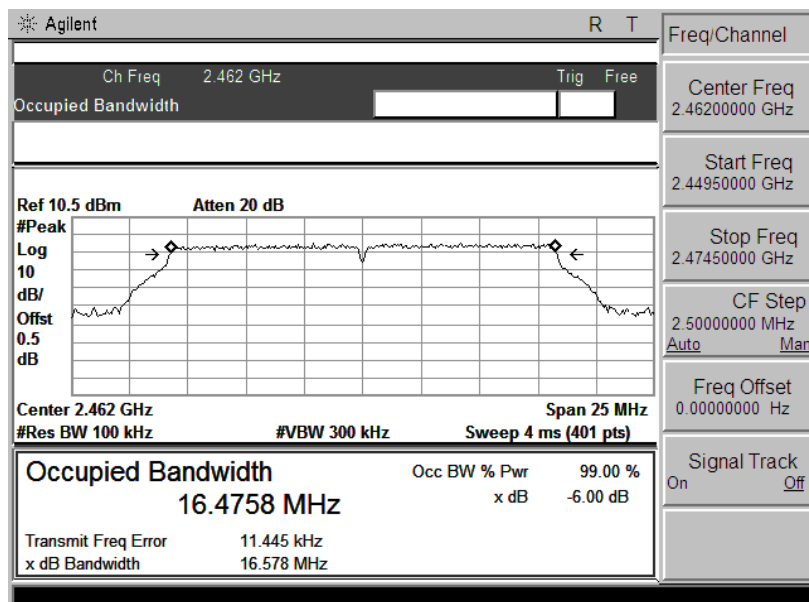 Agilent R T
Freq/Channel
Ch Freq 2.462 GHz Trig Free
Occupied Bandwidth
Center Freq
2.46200000 GHz
Start Freq
2.44950000 GHz
Stop Freq
2.47450000 GHz
CF Step
2.50000000 MHz
Auto Man
Freq Offset
0.00000000 Hz
Signal Track
On Off
Ref 10.5 dBm Atten 20 dB
#Peak
Log
10
dB/
Offst
0.5
dB
Center 2.462 GHz Span 25 MHz
#Res BW 100 kHz #VBW 300 kHz Sweep 4 ms (401 pts)
Occupied Bandwidth Occ BW % Pwr 99.00 %
16.4758 MHz x dB -6.00 dB
Transmit Freq Error 11.445 kHz
x dB Bandwidth 16.578 MHz